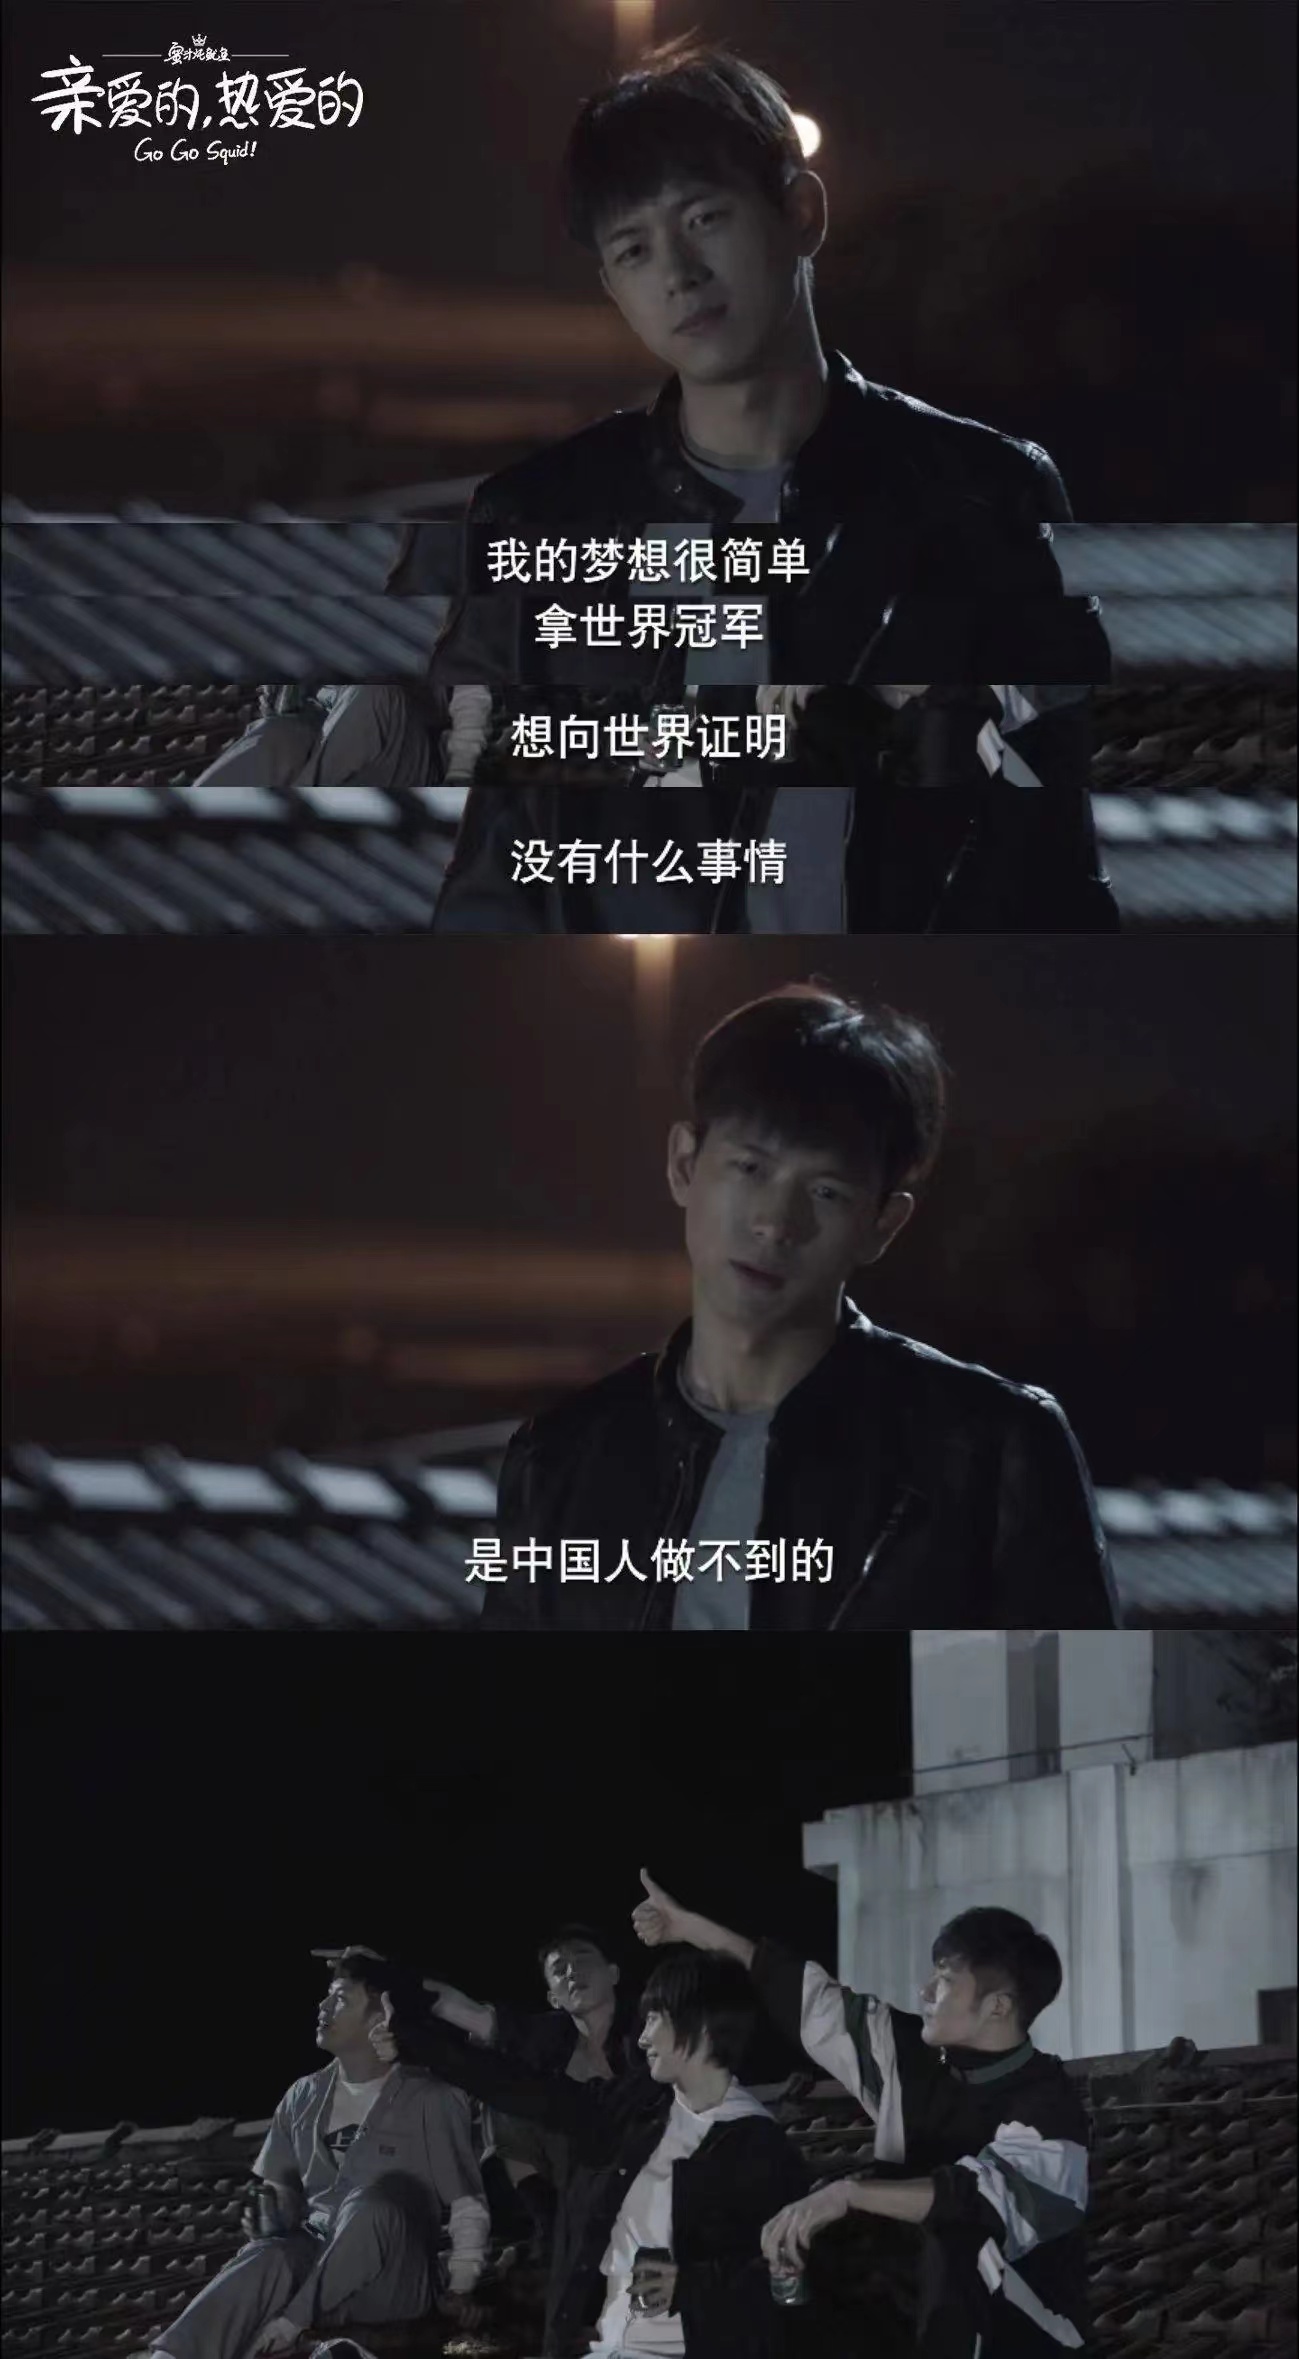 蜜汁炖鱿鱼
亲爱的,热爱的
Go Go Squid!
我的梦想很简单
拿世界冠军
想向世界证明
没有什么事情
是中国人做不到的